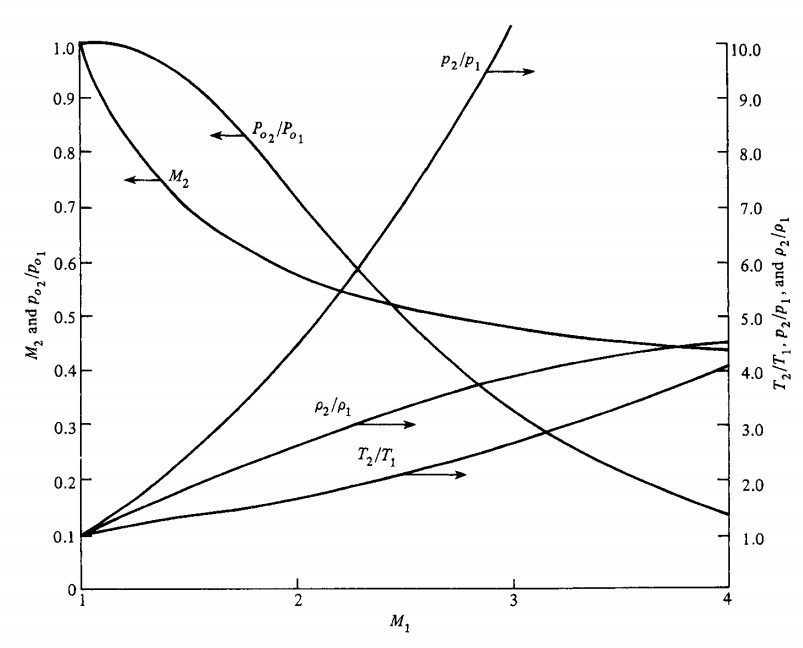 1.0
0.9
0.8
0.7
0.6
0.5
0.4
0.3
0.2
0.1
0
M₂ and pₒ₂/pₒ₁
10.0
9.0
8.0
7.0
6.0
5.0
4.0
3.0
2.0
1.0
T₂/T₁, p₂/p₁, and ρ₂/ρ₁
p₂/p₁
Pₒ₂/Pₒ₁
M₂
ρ₂/ρ₁
T₂/T₁
1 2 3 4
M₁